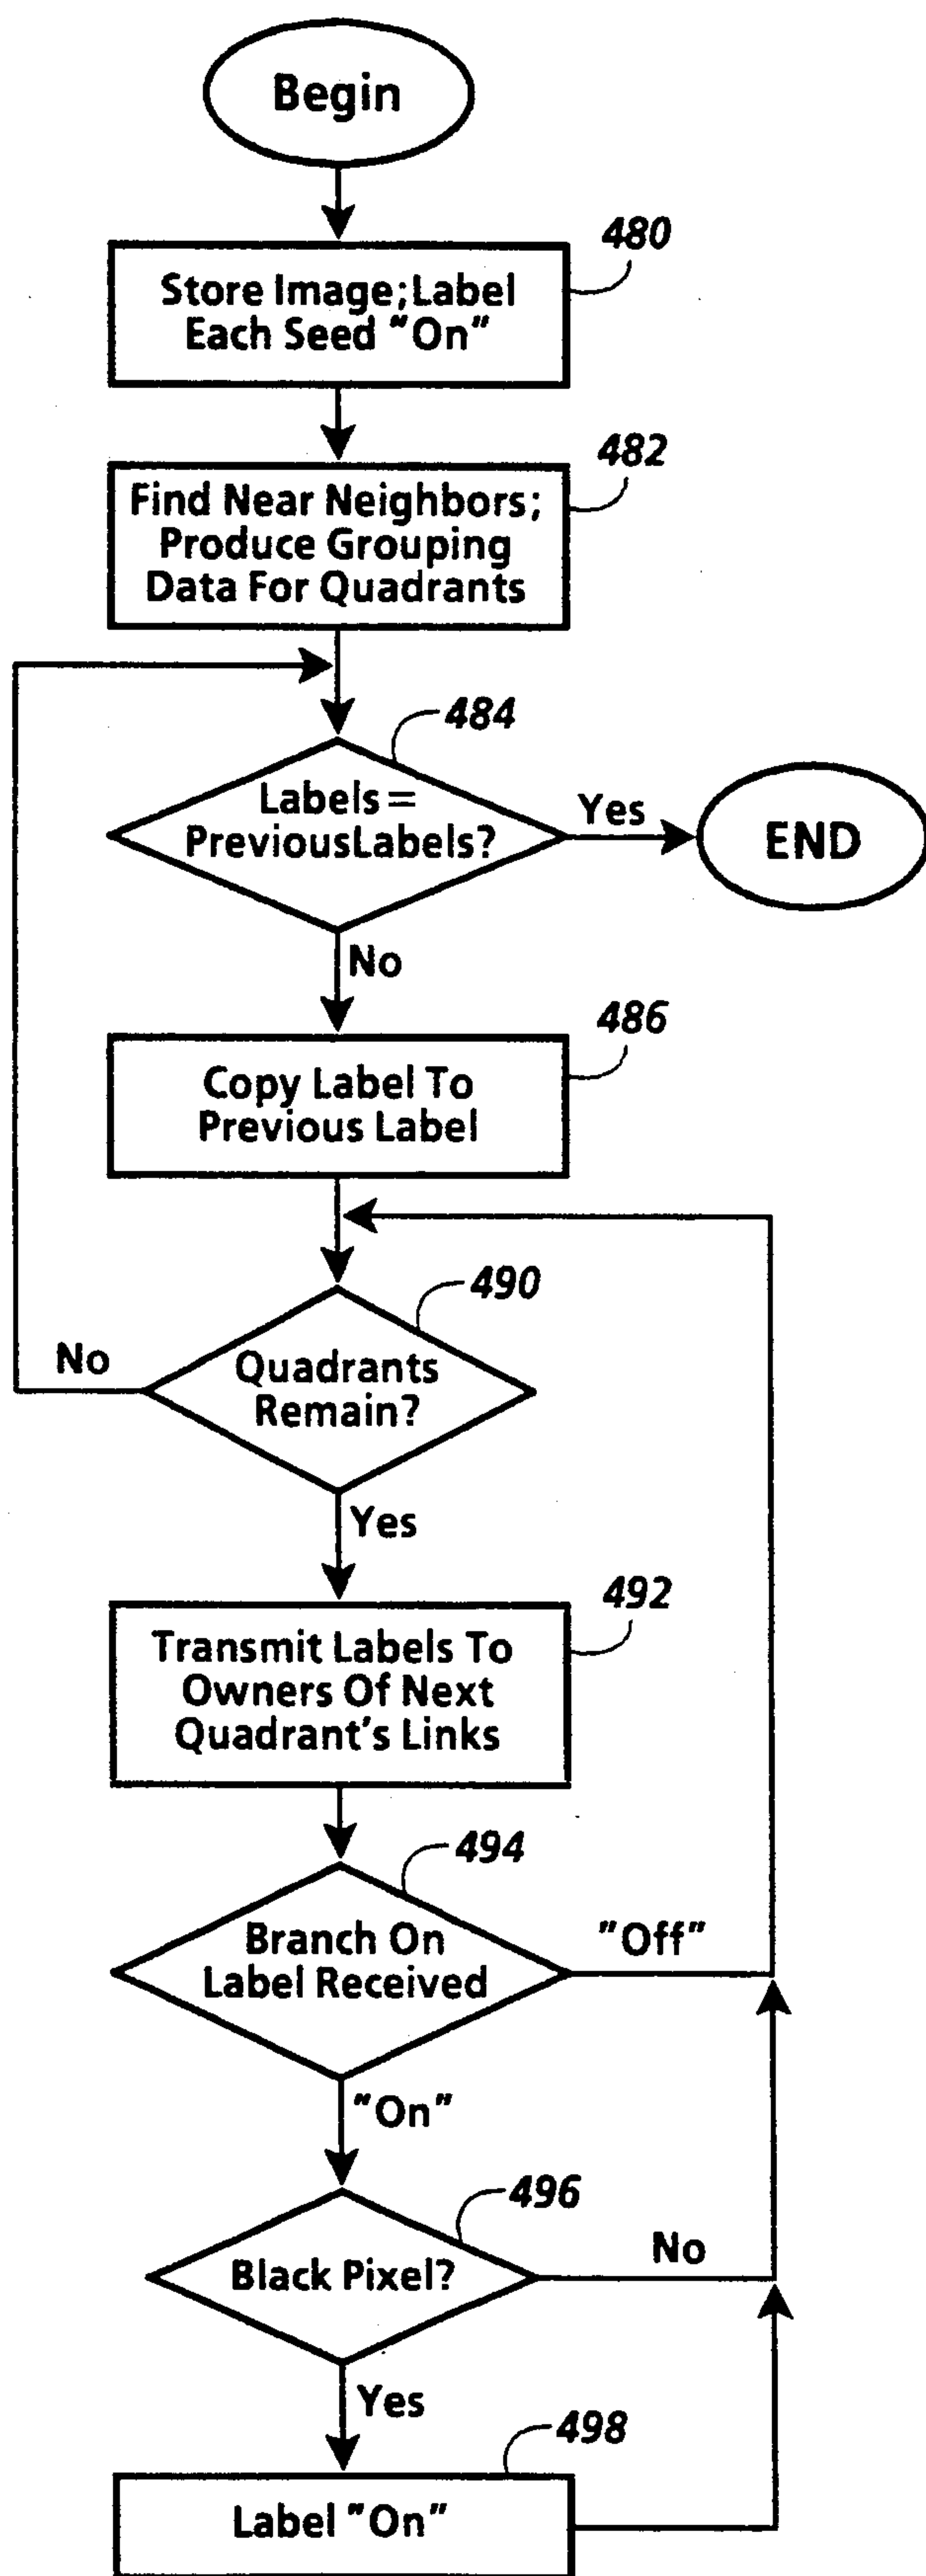 Begin
480
Store Image; Label
Each Seed "On"
482
Find Near Neighbors;
Produce Grouping
Data For Quadrants
484
Labels =
PreviousLabels?
Yes
END
No
486
Copy Label To
Previous Label
490
No
Quadrants
Remain?
Yes
492
Transmit Labels To
Owners Of Next
Quadrant's Links
494
Branch On
Label Received
"Off"
"On"
496
Black Pixel?
No
Yes
498
Label "On"